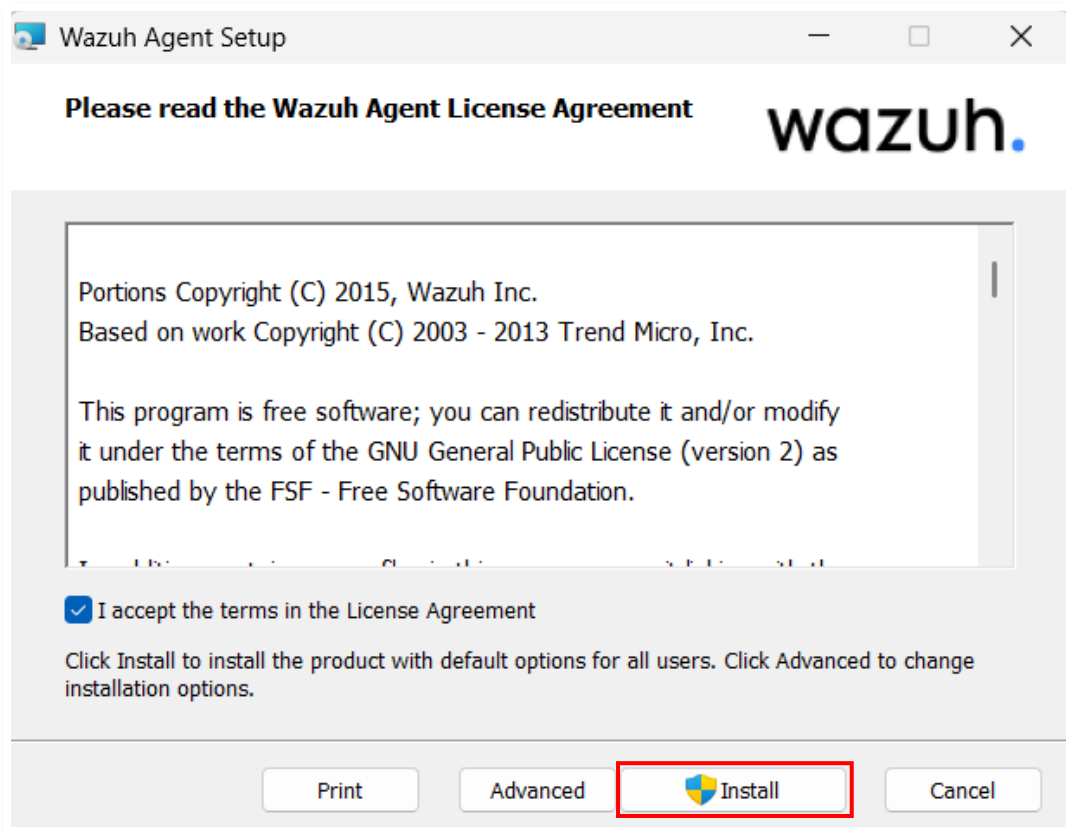 Wazuh Agent Setup
Please read the Wazuh Agent License Agreement
wazuh.
Portions Copyright (C) 2015, Wazuh Inc.
Based on work Copyright (C) 2003 - 2013 Trend Micro, Inc.
This program is free software; you can redistribute it and/or modify
it under the terms of the GNU General Public License (version 2) as
published by the FSF - Free Software Foundation.
I accept the terms in the License Agreement
Click Install to install the product with default options for all users. Click Advanced to change
installation options.
Print
Advanced
Install
Cancel